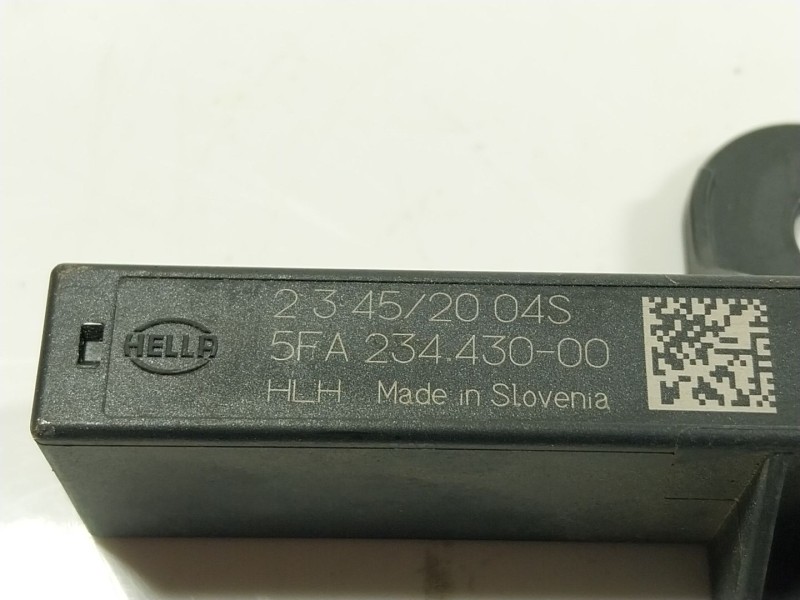 HELLA
2 3 45/20 04S
5FA 234.430-00
HLH Made in Slovenia